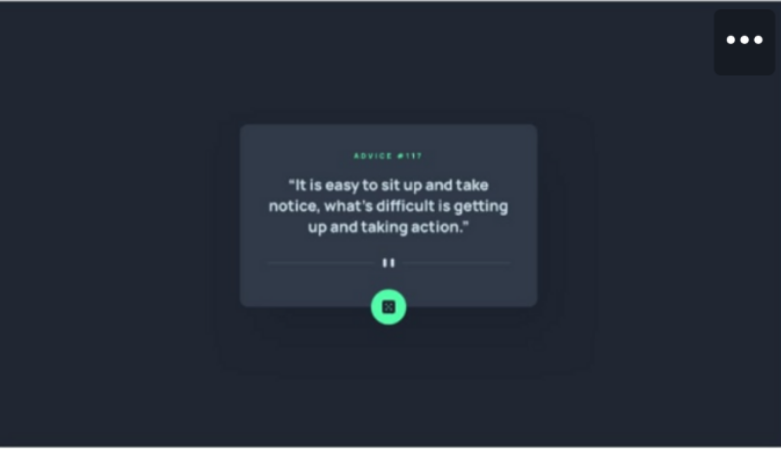 ADVICE #117
“It is easy to sit up and take
notice, what's difficult is getting
up and taking action.”